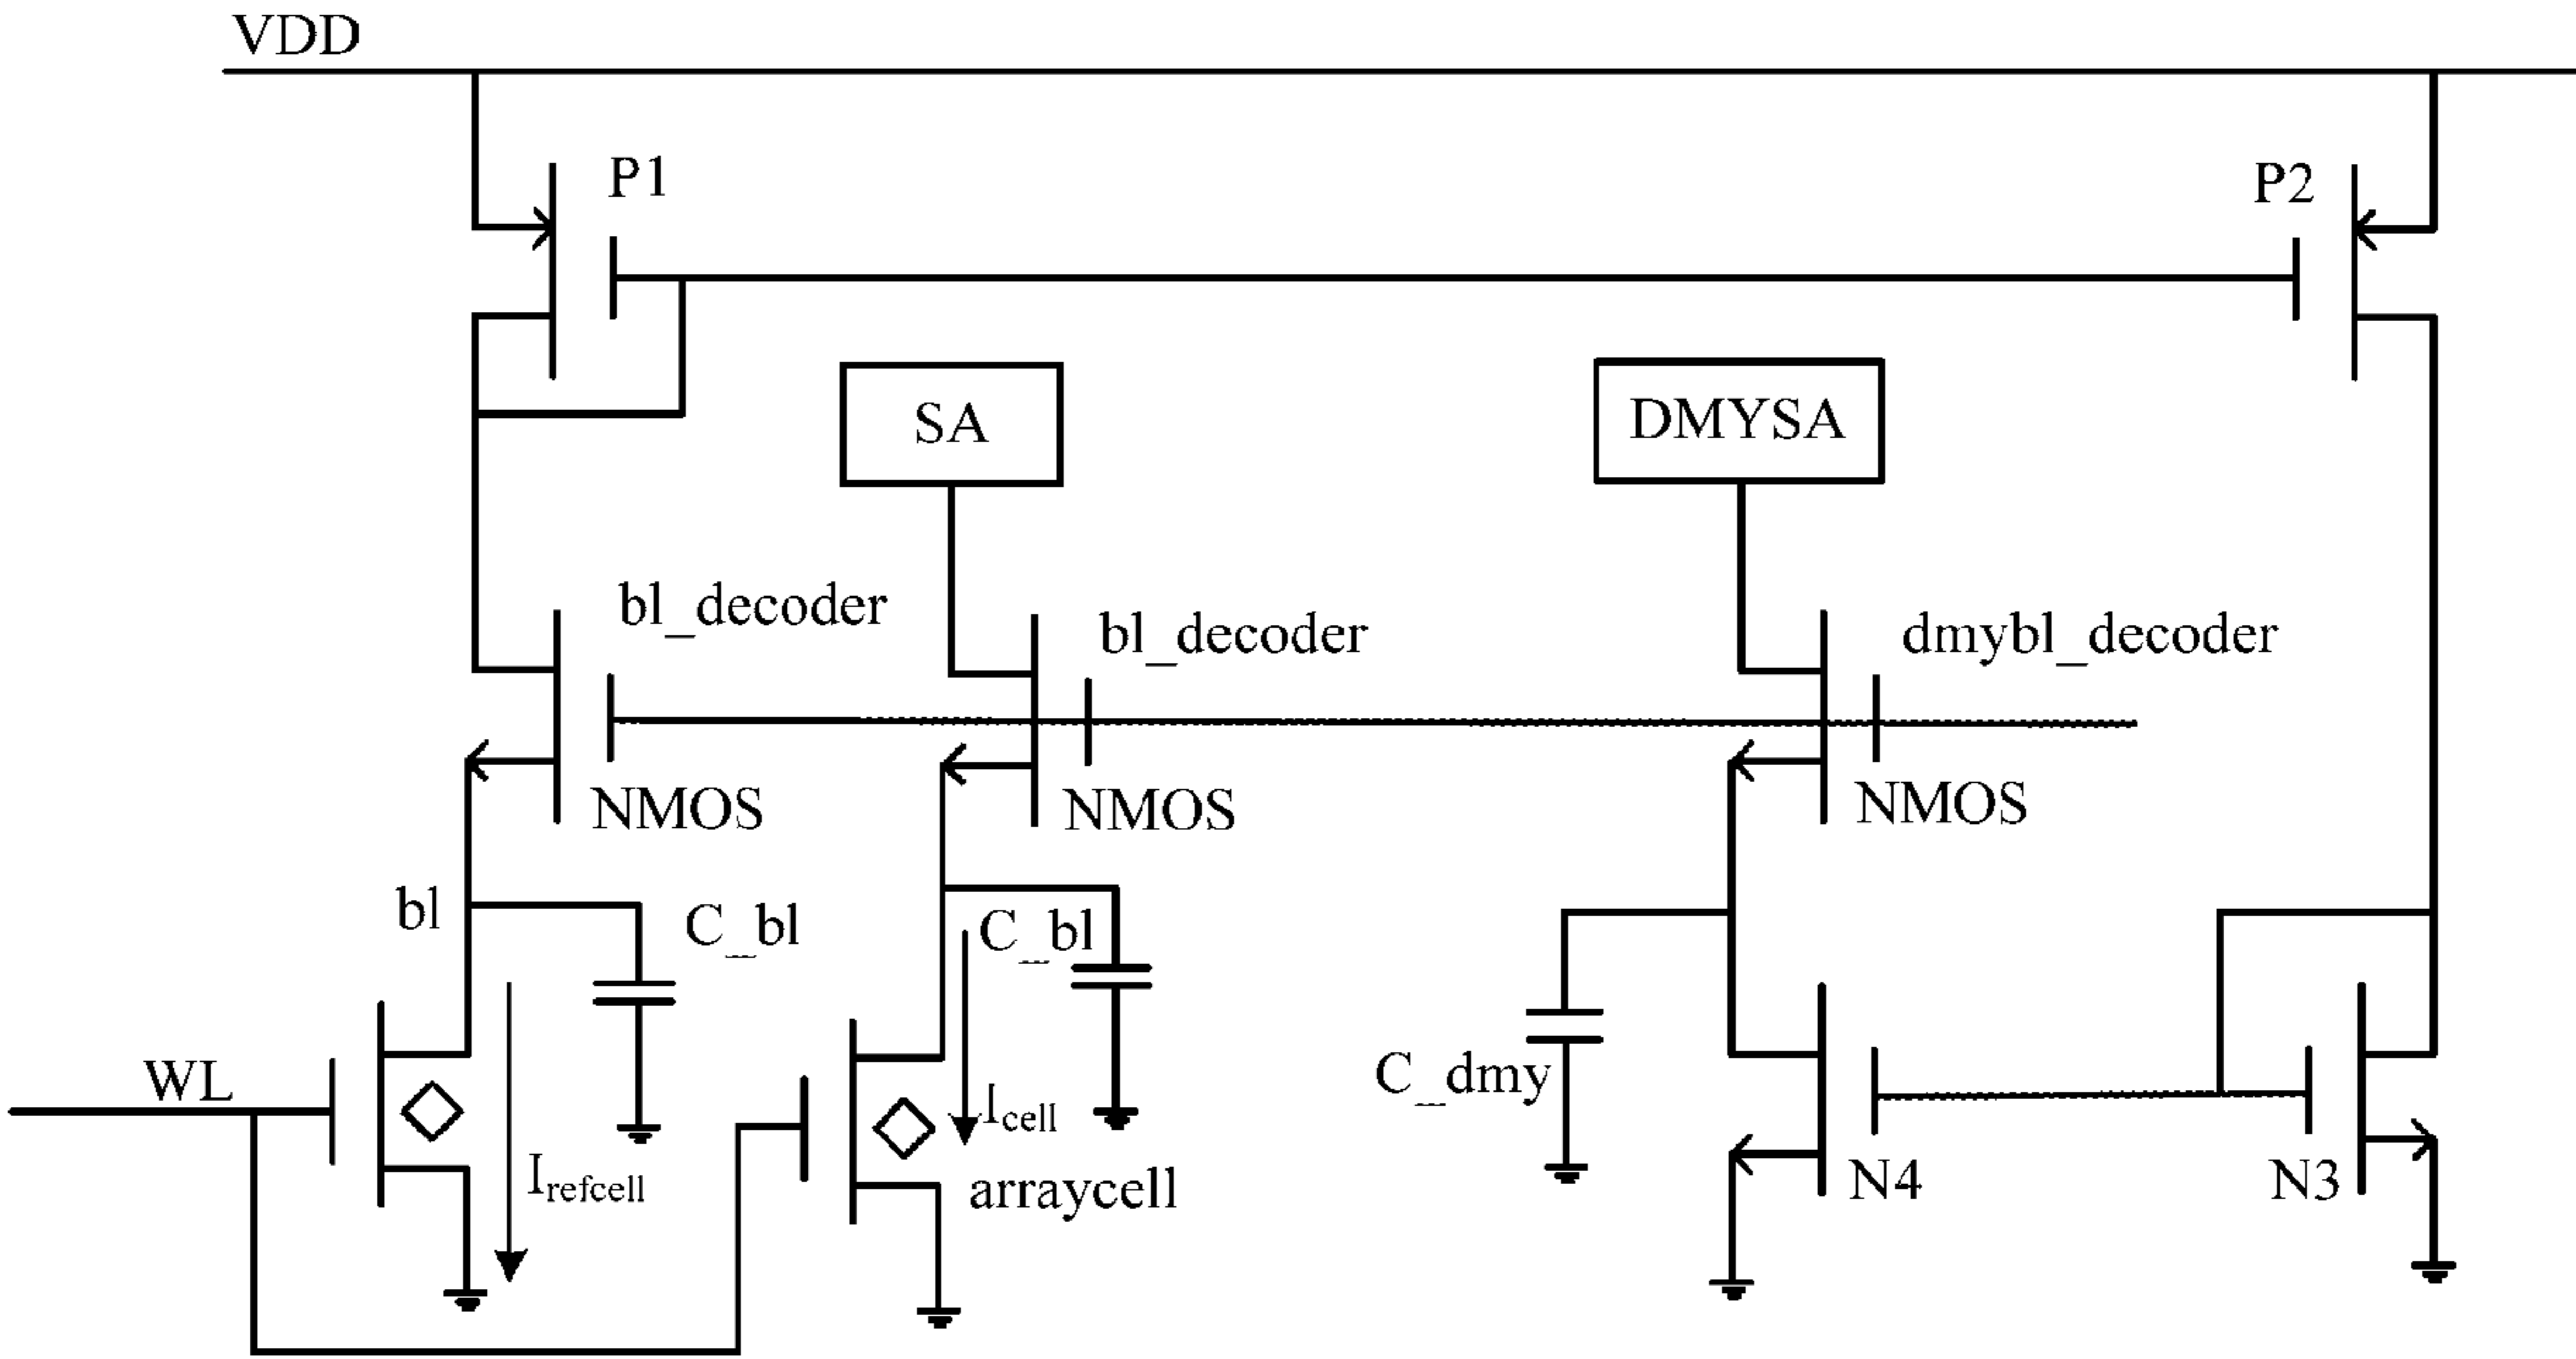 VDD
P1
P2
SA
DMYSA
bl_decoder
bl_decoder
dmybl_decoder
NMOS
NMOS
NMOS
bl
C_bl
C_bl
WL
C_dmy
Icell
Irefcell
arraycell
N4
N3